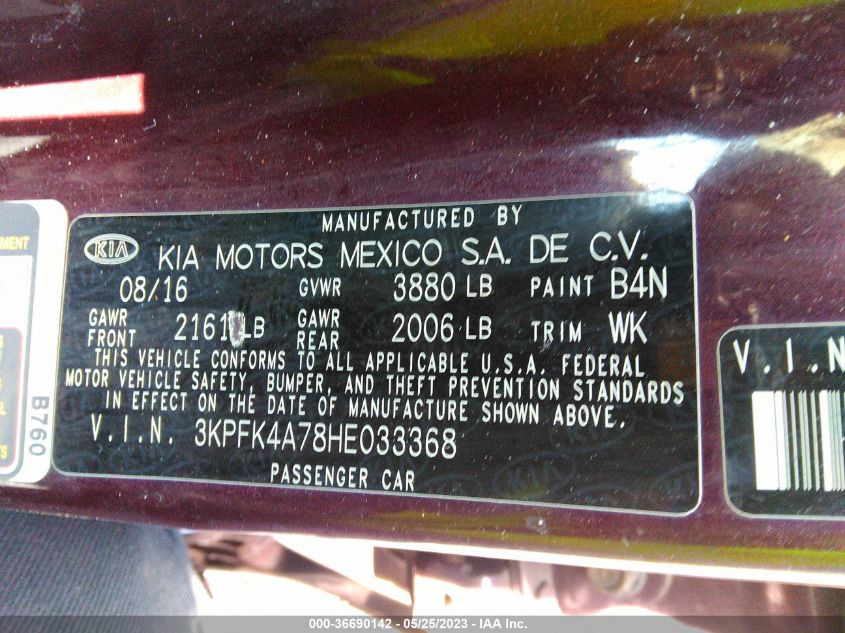 MANUFACTURED BY
KIA KIA MOTORS MEXICO S.A. DE C.V.
08/16 GVWR 3880 LB PAINT B4N
GAWR FRONT 2161 LB GAWR REAR 2006 LB TRIM WK
THIS VEHICLE CONFORMS TO ALL APPLICABLE U.S.A. FEDERAL
MOTOR VEHICLE SAFETY, BUMPER, AND THEFT PREVENTION STANDARDS
IN EFFECT ON THE DATE OF MANUFACTURE SHOWN ABOVE.
V.I.N. 3KPFK4A78HE033368
PASSENGER CAR
B760
V.I.N
000-36690142 - 05/25/2023 - IAA Inc.